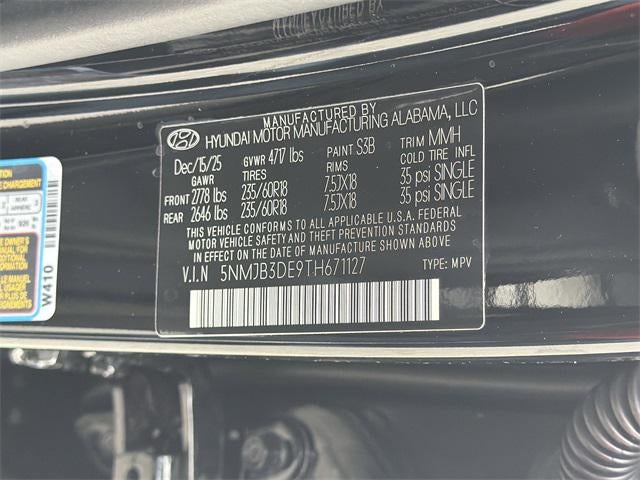 MANUFACTURED BY
HYUNDAI MOTOR MANUFACTURING ALABAMA, LLC
Dec/15/25 GVWR 4717 lbs PAINT S3B TRIM MMH
GAWR TIRES RIMS COLD TIRE INFL
FRONT 2778 lbs 235/60R18 7.5JX18 35 psi SINGLE
REAR 2646 lbs 235/60R18 7.5JX18 35 psi SINGLE
THIS VEHICLE CONFORMS TO ALL APPLICABLE U.S.A. FEDERAL
MOTOR VEHICLE SAFETY AND THEFT PREVENTION STANDARDS
IN EFFECT ON THE DATE OF MANUFACTURE SHOWN ABOVE.
V.I.N 5NMJB3DE9TH671127 TYPE: MPV
W410